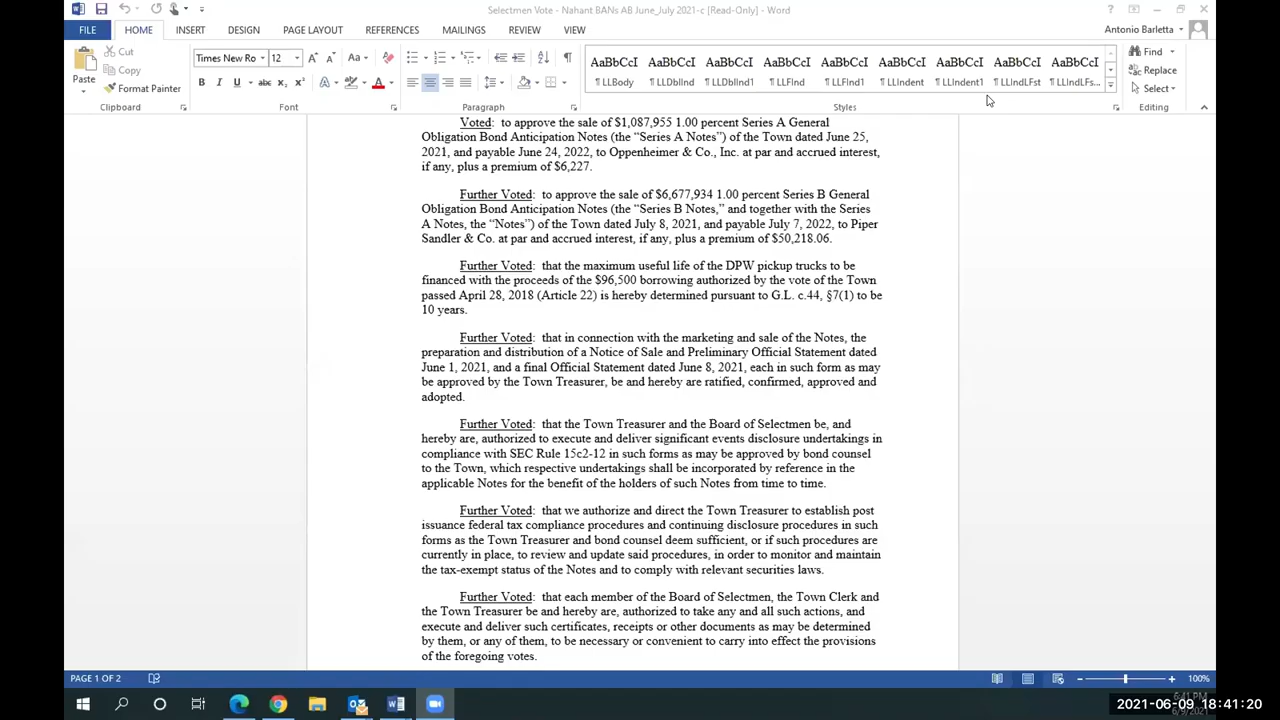 Selectmen Vote - Nahant BANs AB June_July 2021-c [Read-Only] - Word
FILE HOME INSERT DESIGN PAGE LAYOUT REFERENCES MAILINGS REVIEW VIEW Antonio Barletta
Paste
Cut
Copy
Format Painter
Times New Ro 12
AaBbCcI AaBbCcI AaBbCcI AaBbCcI AaBbCcI AaBbCcI AaBbCcI AaBbCcI AaBbCcI
¶ LLBody ¶ LLDblInd ¶ LLDblInd1 ¶ LLFInd ¶ LLFInd1 ¶ LLIndent ¶ LLIndent1 ¶ LLIndLFst ¶ LLIndLFs...
Find
Replace
Select
Clipboard Font Paragraph Styles Editing
Voted: to approve the sale of $1,087,955 1.00 percent Series A General
Obligation Bond Anticipation Notes (the “Series A Notes”) of the Town dated June 25,
2021, and payable June 24, 2022, to Oppenheimer & Co., Inc. at par and accrued interest,
if any, plus a premium of $6,227.
Further Voted: to approve the sale of $6,677,934 1.00 percent Series B General
Obligation Bond Anticipation Notes (the “Series B Notes,” and together with the Series
A Notes, the “Notes”) of the Town dated July 8, 2021, and payable July 7, 2022, to Piper
Sandler & Co. at par and accrued interest, if any, plus a premium of $50,218.06.
Further Voted: that the maximum useful life of the DPW pickup trucks to be
financed with the proceeds of the $96,500 borrowing authorized by the vote of the Town
passed April 28, 2018 (Article 22) is hereby determined pursuant to G.L. c.44, §7(1) to be
10 years.
Further Voted: that in connection with the marketing and sale of the Notes, the
preparation and distribution of a Notice of Sale and Preliminary Official Statement dated
June 1, 2021, and a final Official Statement dated June 8, 2021, each in such form as may
be approved by the Town Treasurer, be and hereby are ratified, confirmed, approved and
adopted.
Further Voted: that the Town Treasurer and the Board of Selectmen be, and
hereby are, authorized to execute and deliver significant events disclosure undertakings in
compliance with SEC Rule 15c2-12 in such forms as may be approved by bond counsel
to the Town, which respective undertakings shall be incorporated by reference in the
applicable Notes for the benefit of the holders of such Notes from time to time.
Further Voted: that we authorize and direct the Town Treasurer to establish post
issuance federal tax compliance procedures and continuing disclosure procedures in such
forms as the Town Treasurer and bond counsel deem sufficient, or if such procedures are
currently in place, to review and update said procedures, in order to monitor and maintain
the tax-exempt status of the Notes and to comply with relevant securities laws.
Further Voted: that each member of the Board of Selectmen, the Town Clerk and
the Town Treasurer be and hereby are, authorized to take any and all such actions, and
execute and deliver such certificates, receipts or other documents as may be determined
by them, or any of them, to be necessary or convenient to carry into effect the provisions
of the foregoing votes.
PAGE 1 OF 2 100%
2021-06-09 18:41:20